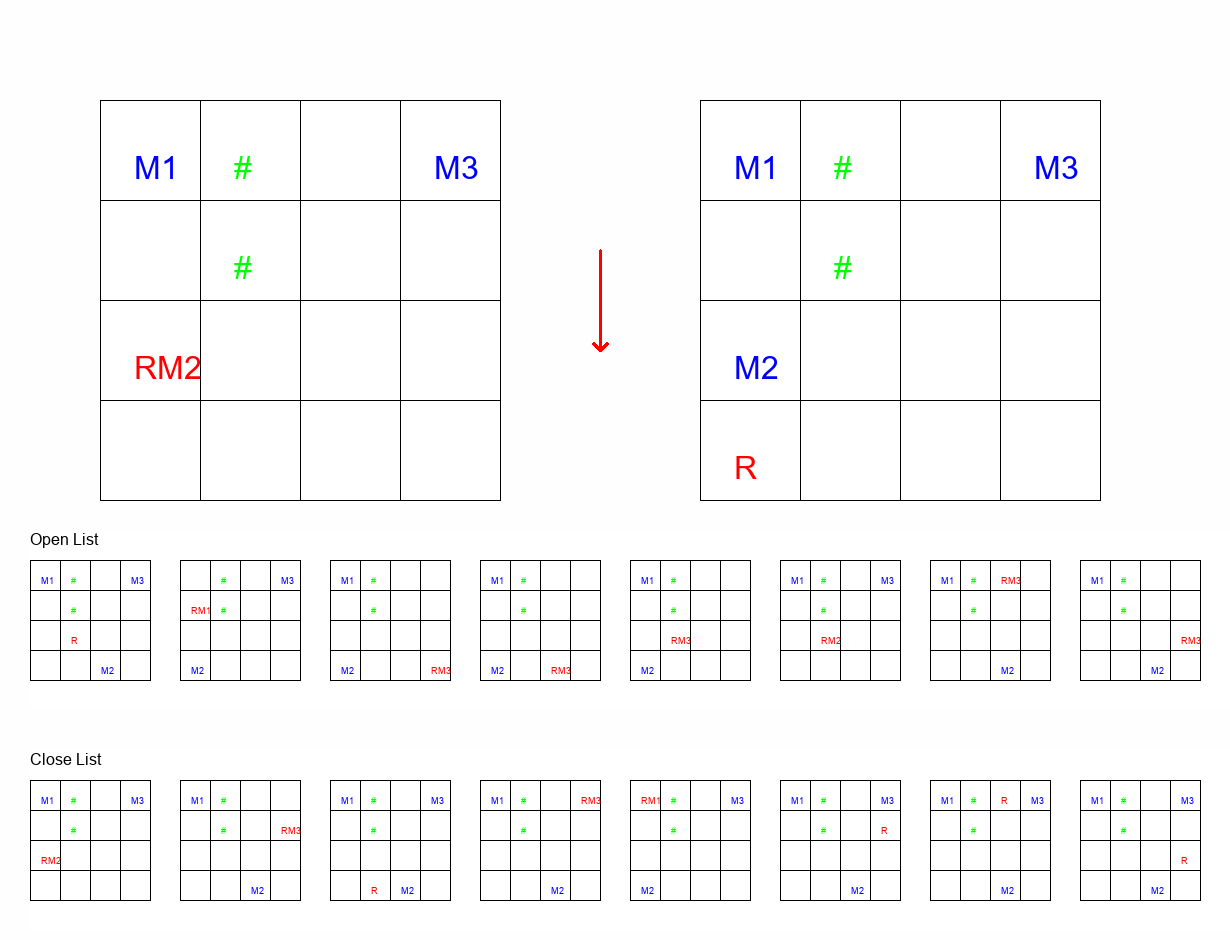 M1 # M3 M1 # M3
# #
RM2 M2
R
Open List
M1 # M3 # M3 M1 # M1 # M1 # M1 # M3 M1 # RM3 M1 #
# RM1 # # # # # # #
R RM3 RM2 RM3
M2 M2 M2 RM3 M2 RM3 M2 M2 M2
Close List
M1 # M3 M1 # M1 # M3 M1 # RM3 RM1 # M3 M1 # M3 M1 # R M3 M1 # M3
# # RM3 # # # # R # #
RM2 R
M2 R M2 M2 M2 M2 M2 M2